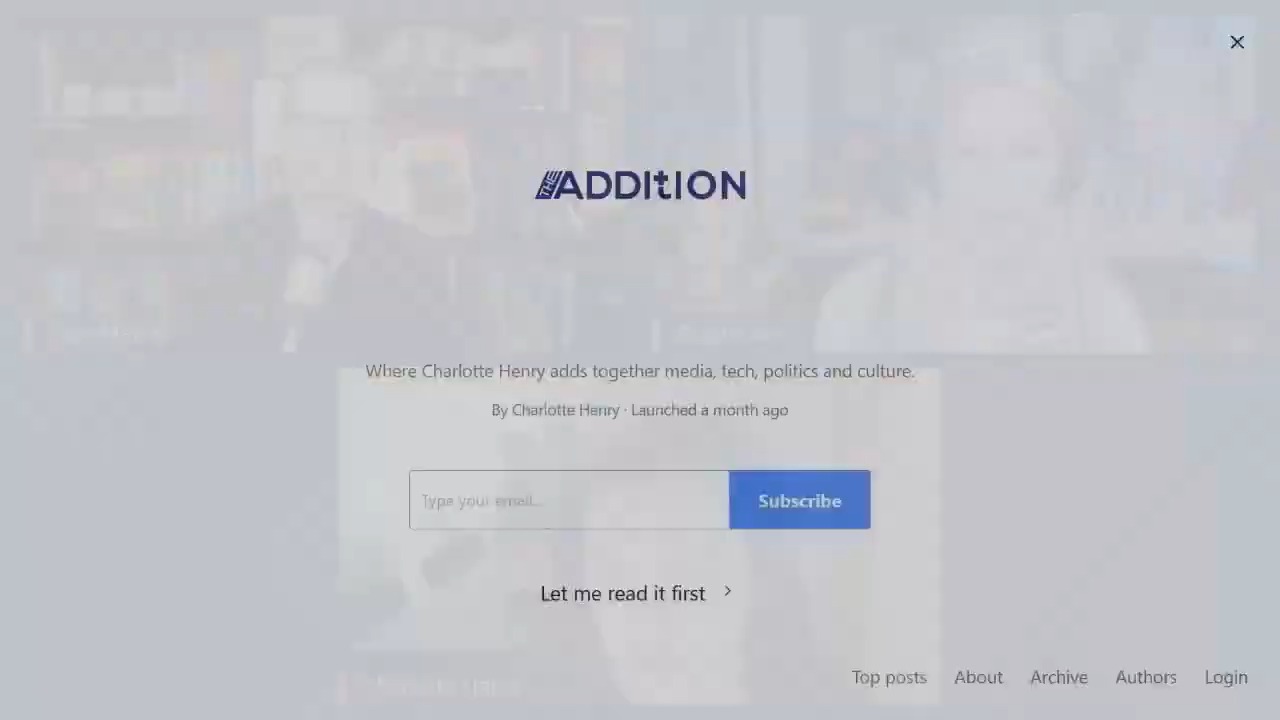 THE ADDItION
Where Charlotte Henry adds together media, tech, politics and culture.
By Charlotte Henry · Launched a month ago
Type your email...
Subscribe
Let me read it first
Top posts
About
Archive
Authors
Login